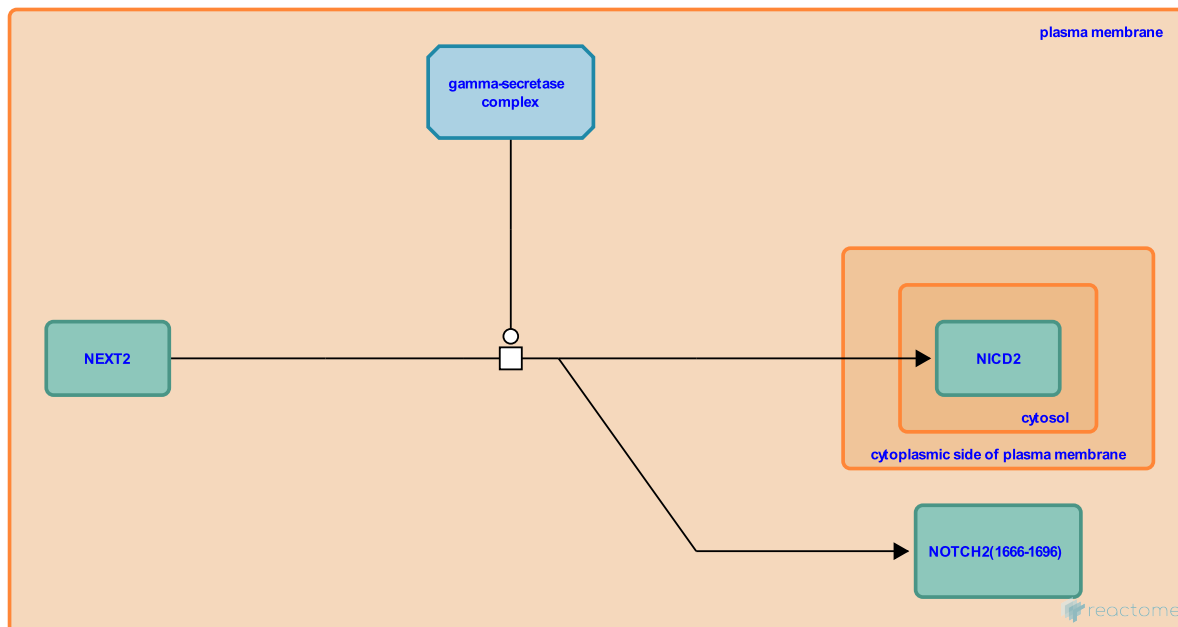 plasma membrane
gamma-secretase
complex
NEXT2
NICD2
cytosol
cytoplasmic side of plasma membrane
NOTCH2(1666-1696)
reactome